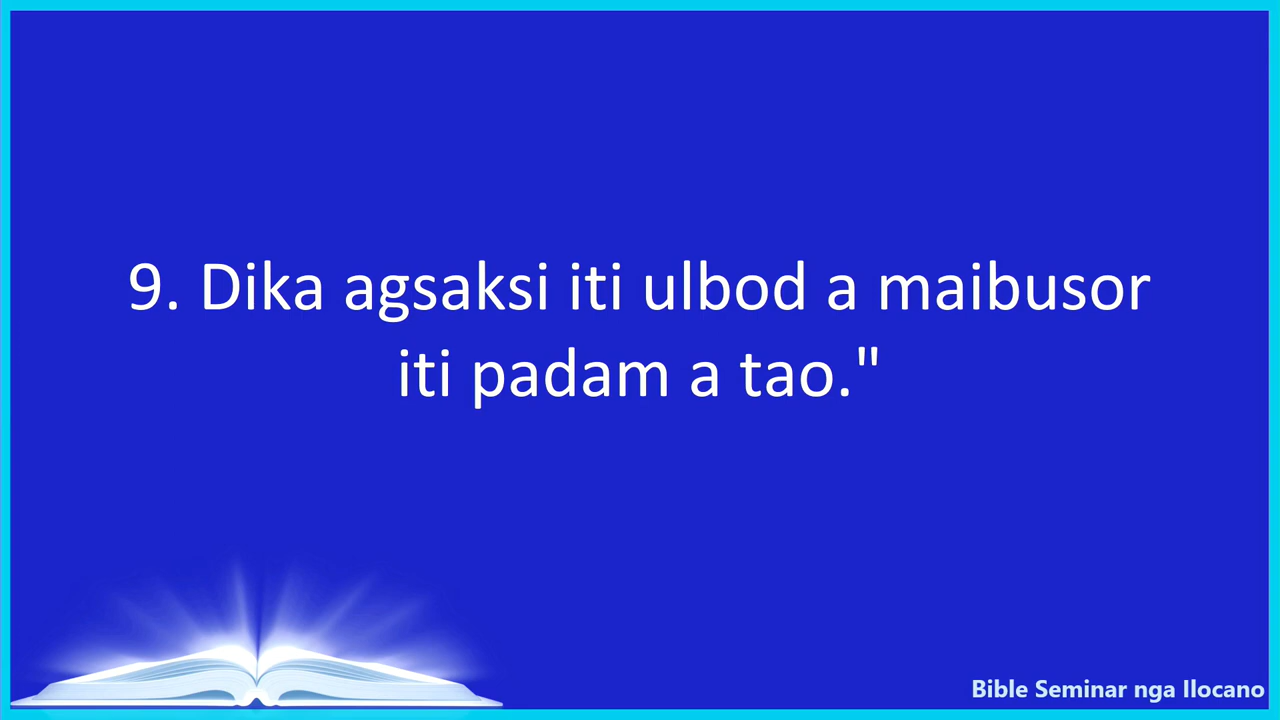 9. Dika agsaksi iti ulbod a maibusor
iti padam a tao."
Bible Seminar nga Ilocano